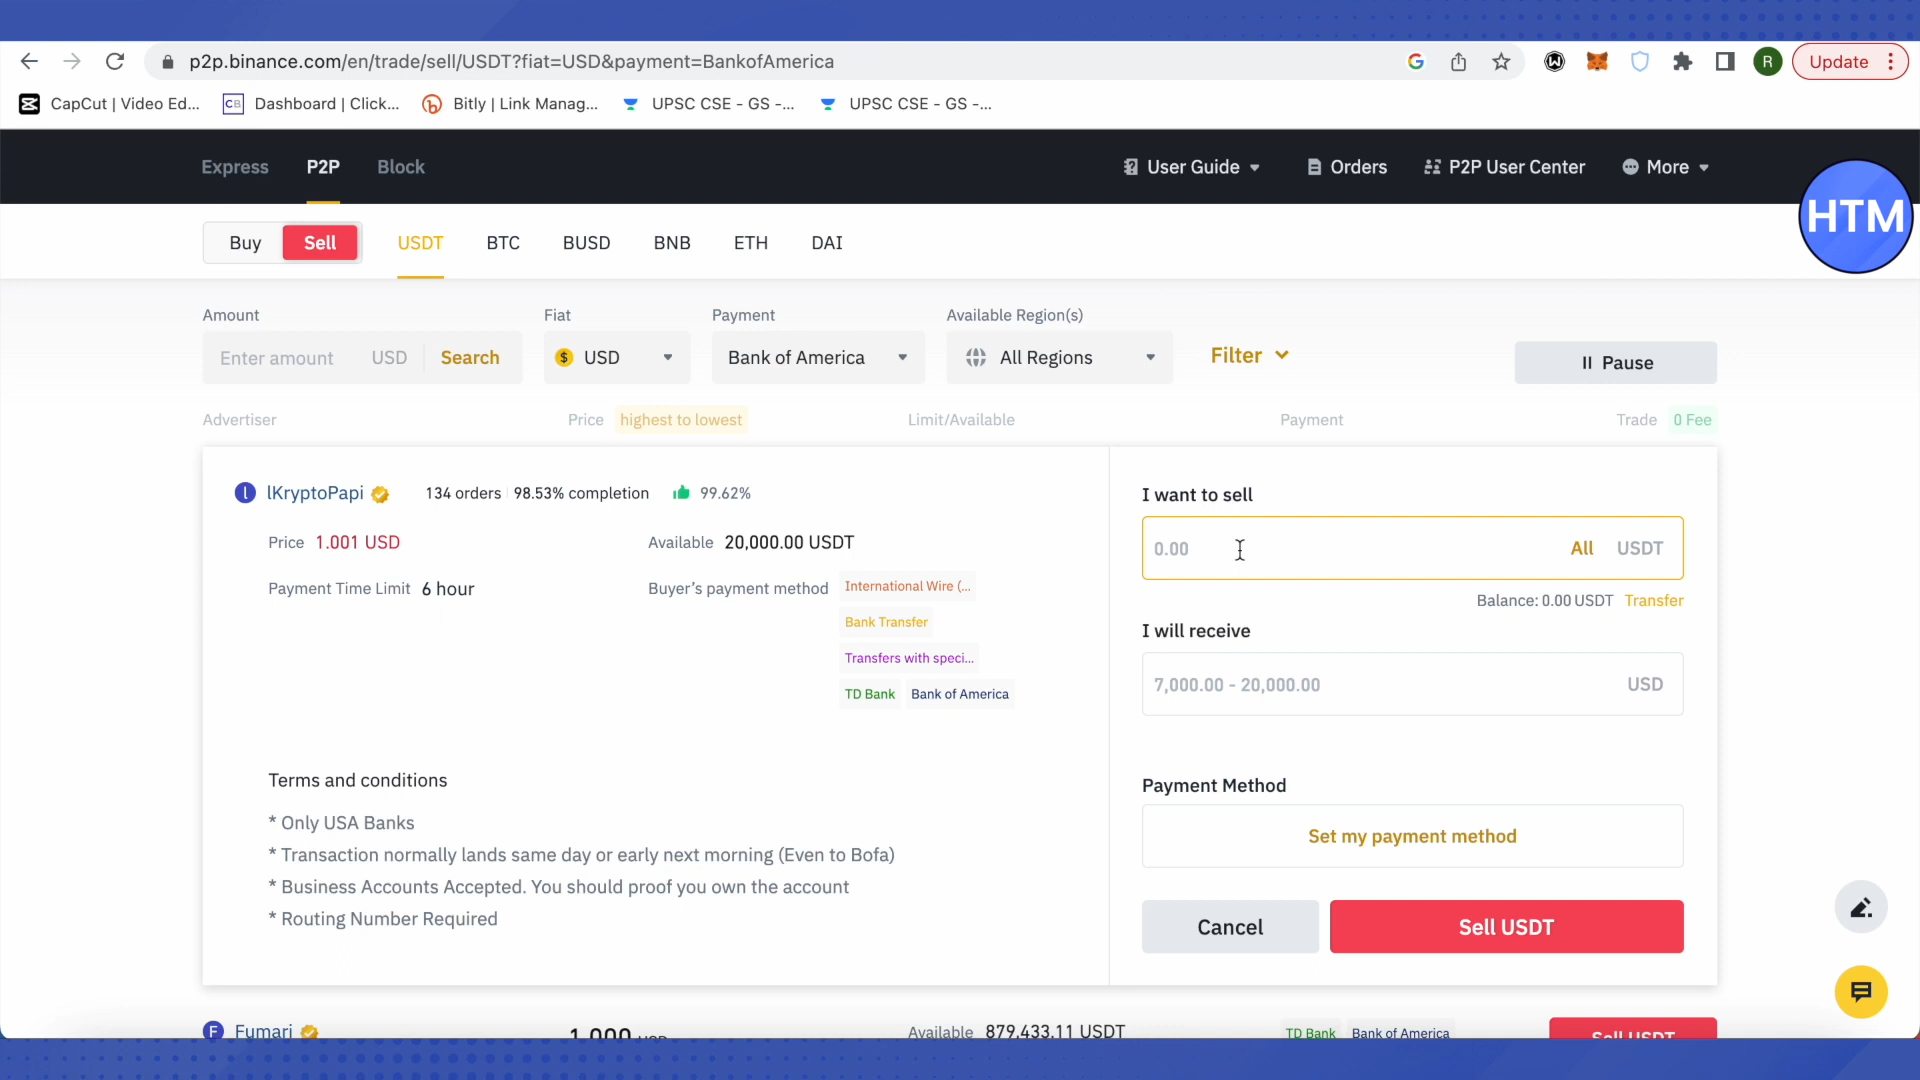 p2p.binance.com/en/trade/sell/USDT?fiat=USD&payment=BankofAmerica
G
R
Update
CapCut | Video Ed...
CB Dashboard | Click...
Bitly | Link Manag...
UPSC CSE - GS -...
UPSC CSE - GS -...
Express
P2P
Block
User Guide
Orders
P2P User Center
More
HTM
Buy
Sell
USDT
BTC
BUSD
BNB
ETH
DAI
Amount
Fiat
Payment
Available Region(s)
Enter amount
USD
Search
$ USD
Bank of America
All Regions
Filter
Pause
Advertiser
Price
highest to lowest
Limit/Available
Payment
Trade
0 Fee
l lKryptoPapi
134 orders
98.53% completion
99.62%
Price 1.001 USD
Available 20,000.00 USDT
Payment Time Limit 6 hour
Buyer's payment method
International Wire (...
Bank Transfer
Transfers with speci...
TD Bank
Bank of America
Terms and conditions
* Only USA Banks
* Transaction normally lands same day or early next morning (Even to Bofa)
* Business Accounts Accepted. You should proof you own the account
* Routing Number Required
I want to sell
0.00
All
USDT
Balance: 0.00 USDT Transfer
I will receive
7,000.00 - 20,000.00
USD
Payment Method
Set my payment method
Cancel
Sell USDT
F Fumari
1.000 USD
Available 879,433.11 USDT
TD Bank
Bank of America
Sell USDT